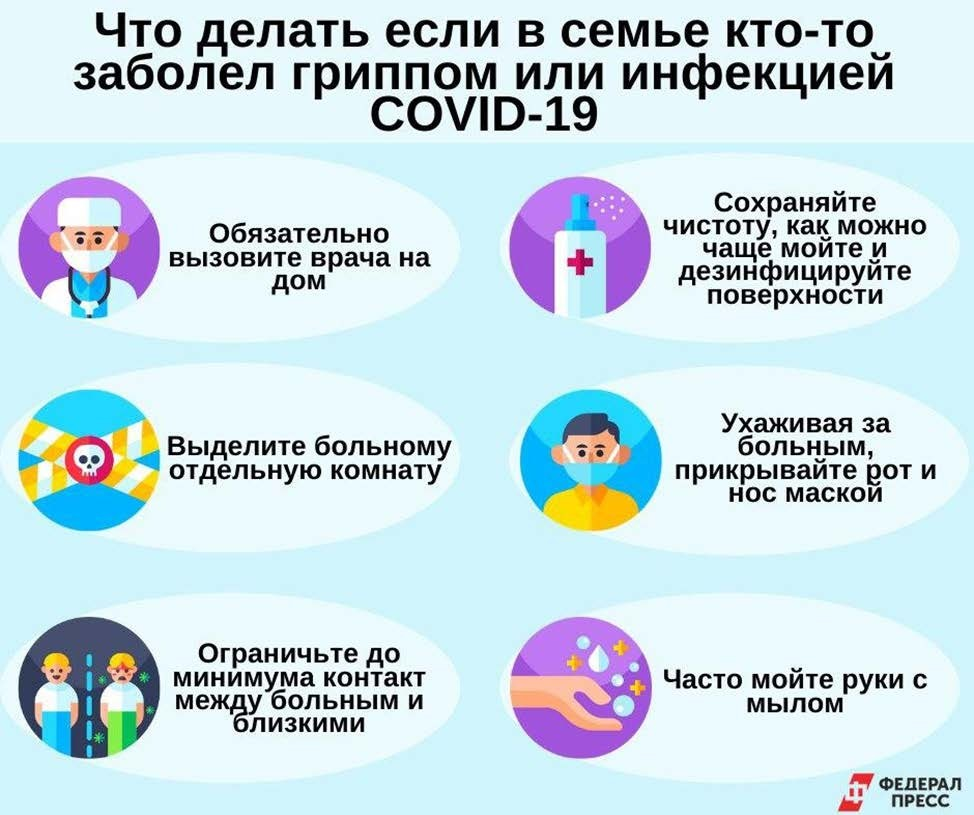 Что делать если в семье кто-то
заболел гриппом или инфекцией
COVID-19
Обязательно
вызовите врача на
дом
Сохраняйте
чистоту, как можно
чаще мойте и
дезинфицируйте
поверхности
Выделите больному
отдельную комнату
Ухаживая за
больным,
прикрывайте рот и
нос маской
Ограничьте до
минимума контакт
между больным и
близкими
Часто мойте руки с
мылом
ФЕДЕРАЛ
ПРЕСС